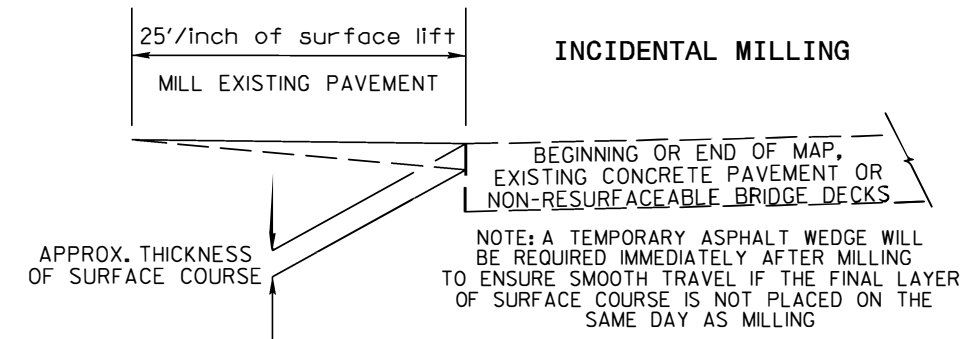 25'/inch of surface lift
INCIDENTAL MILLING
MILL EXISTING PAVEMENT
BEGINNING OR END OF MAP,
EXISTING CONCRETE PAVEMENT OR
NON-RESURFACEABLE BRIDGE DECKS
APPROX. THICKNESS
OF SURFACE COURSE
NOTE: A TEMPORARY ASPHALT WEDGE WILL
BE REQUIRED IMMEDIATELY AFTER MILLING
TO ENSURE SMOOTH TRAVEL IF THE FINAL LAYER
OF SURFACE COURSE IS NOT PLACED ON THE
SAME DAY AS MILLING